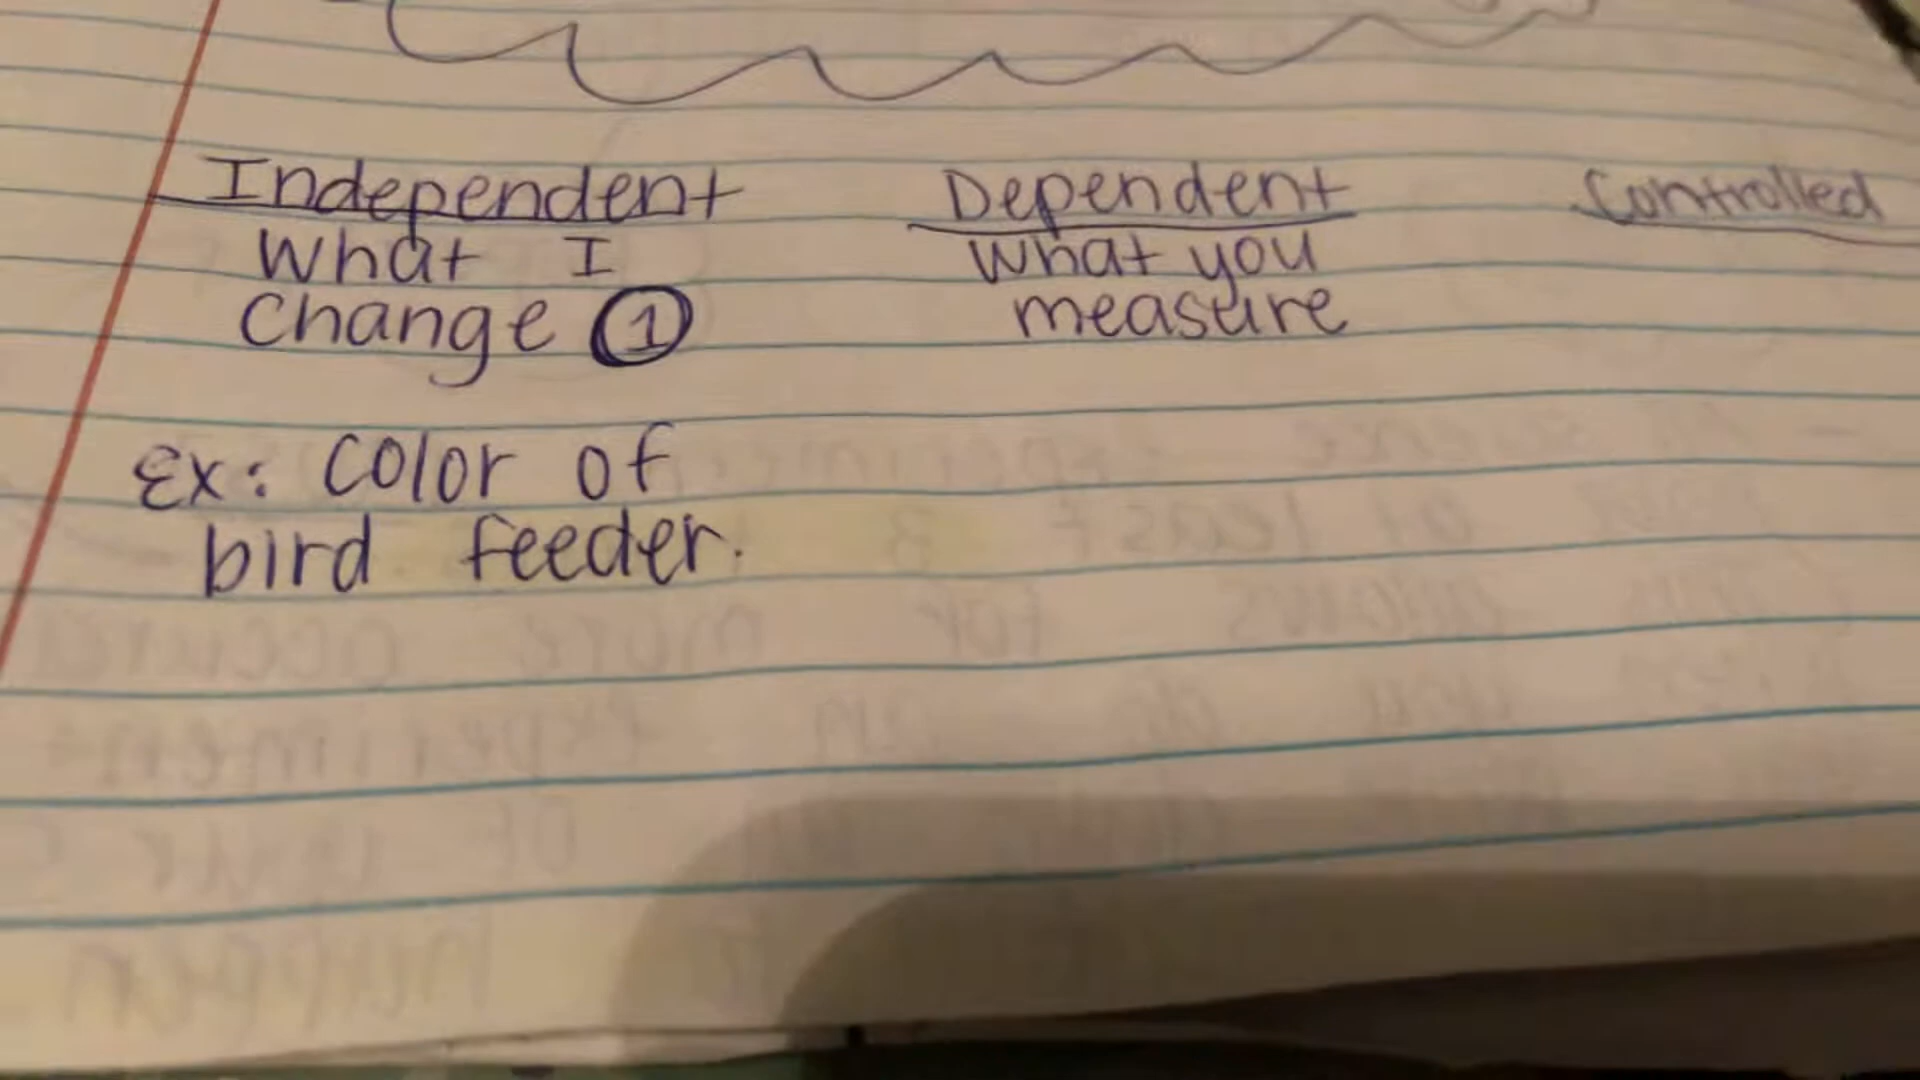 Independent Dependent Controlled
What I What you
Change ① measure
Ex: Color of
bird feeder.